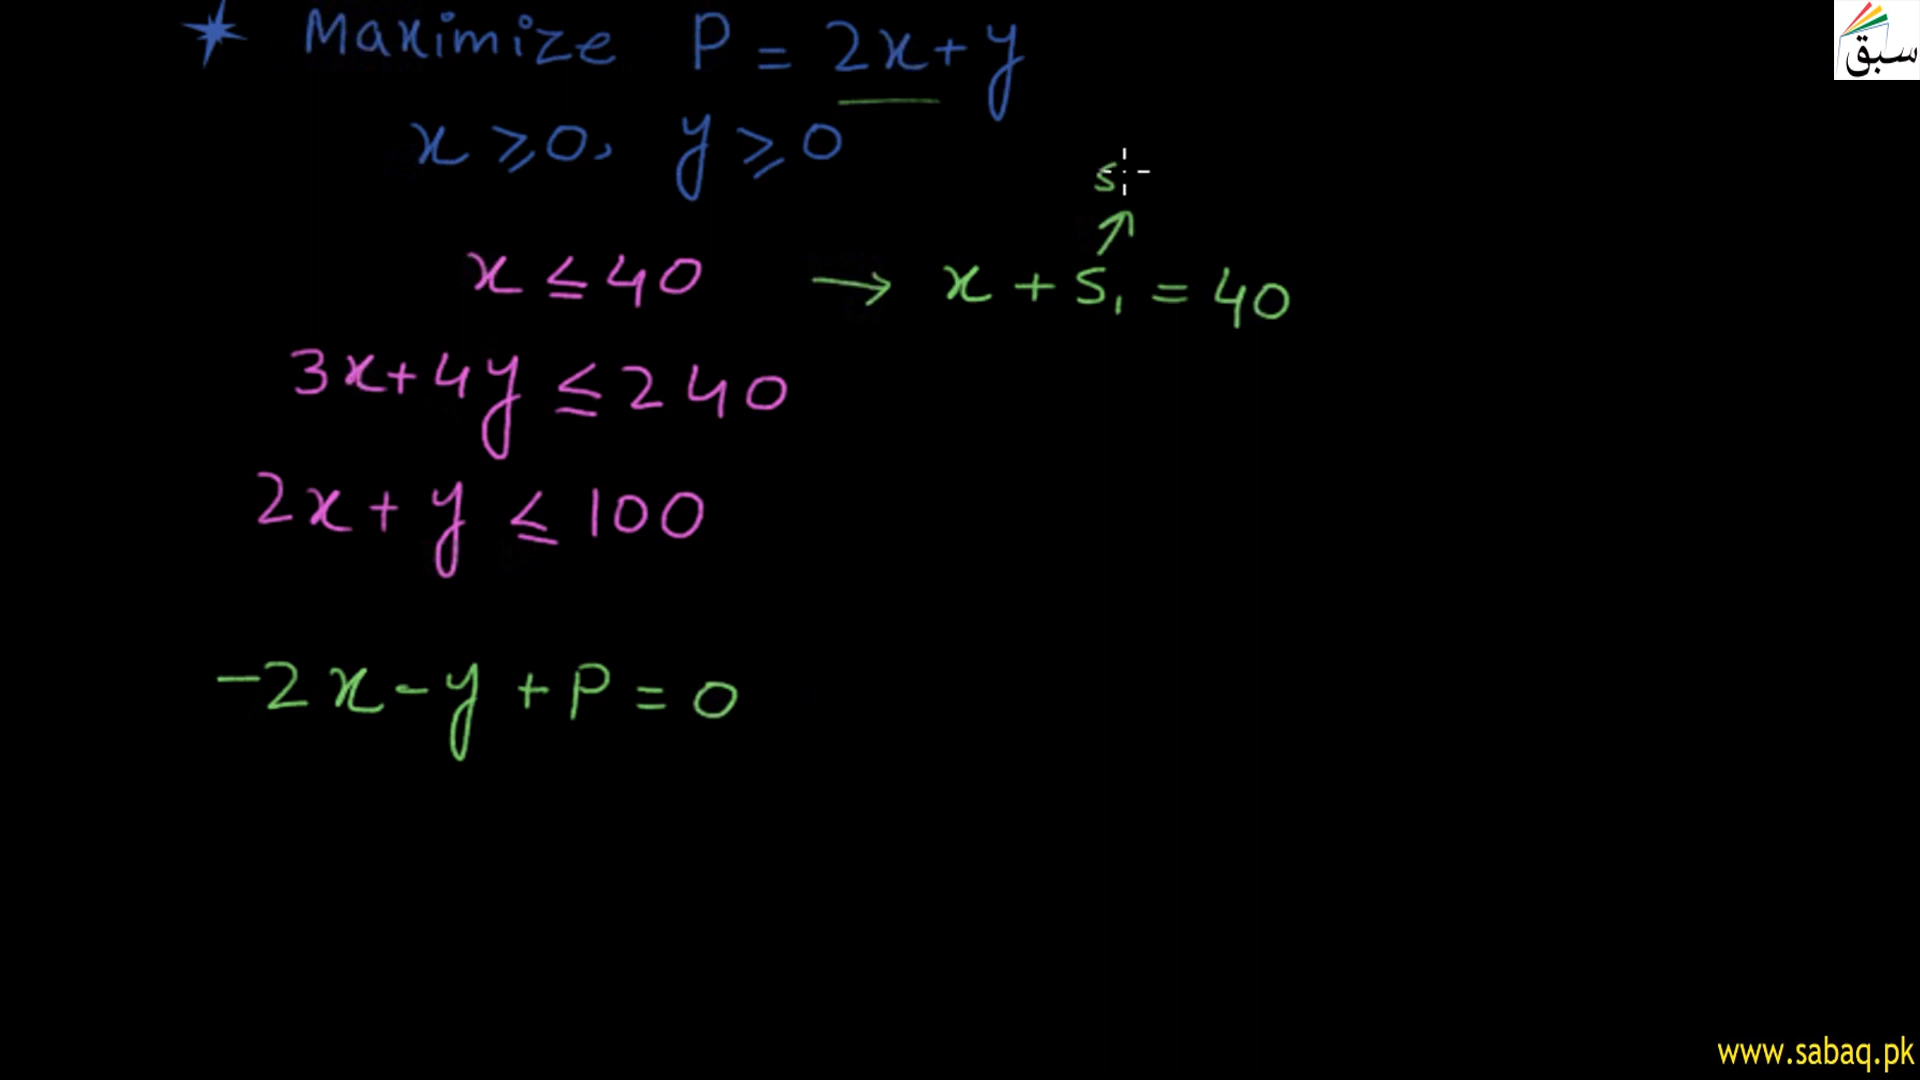 Maximize P = 2x + y
x ≥ 0, y ≥ 0
s
x ≤ 40 → x + S₁ = 40
3x + 4y ≤ 240
2x + y ≤ 100
-2x - y + P = 0
سبق
www.sabaq.pk